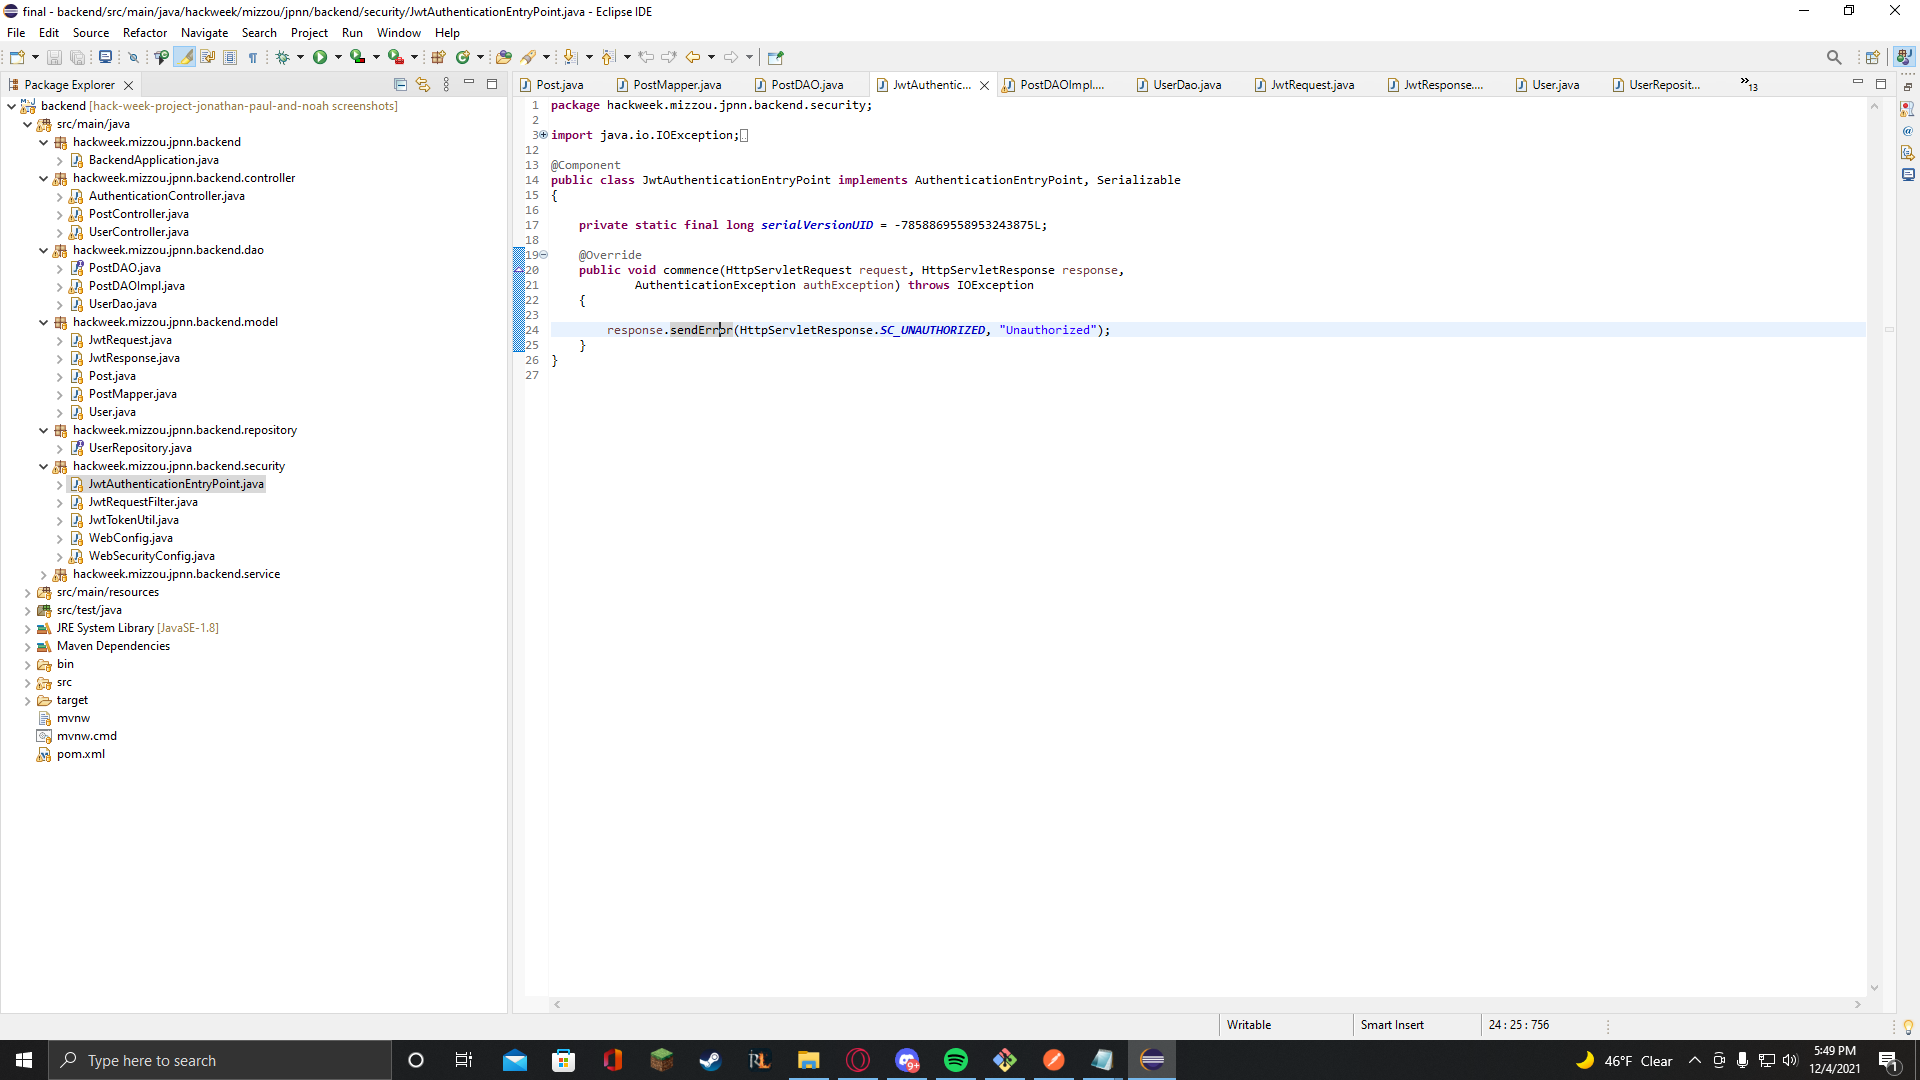 final - backend/src/main/java/hackweek/mizzou/jpnn/backend/security/JwtAuthenticationEntryPoint.java - Eclipse IDE
File Edit Source Refactor Navigate Search Project Run Window Help
Package Explorer
backend [hack-week-project-jonathan-paul-and-noah screenshots]
src/main/java
hackweek.mizzou.jpnn.backend
BackendApplication.java
hackweek.mizzou.jpnn.backend.controller
AuthenticationController.java
PostController.java
UserController.java
hackweek.mizzou.jpnn.backend.dao
PostDAO.java
PostDAOImpl.java
UserDao.java
hackweek.mizzou.jpnn.backend.model
JwtRequest.java
JwtResponse.java
Post.java
PostMapper.java
User.java
hackweek.mizzou.jpnn.backend.repository
UserRepository.java
hackweek.mizzou.jpnn.backend.security
JwtAuthenticationEntryPoint.java
JwtRequestFilter.java
JwtTokenUtil.java
WebConfig.java
WebSecurityConfig.java
hackweek.mizzou.jpnn.backend.service
src/main/resources
src/test/java
JRE System Library [JavaSE-1.8]
Maven Dependencies
bin
src
target
mvnw
mvnw.cmd
pom.xml
Post.java PostMapper.java PostDAO.java JwtAuthentic... PostDAOImpl.... UserDao.java JwtRequest.java JwtResponse.... User.java UserReposit... »13
1 package hackweek.mizzou.jpnn.backend.security;
2
3 import java.io.IOException;
12
13 @Component
14 public class JwtAuthenticationEntryPoint implements AuthenticationEntryPoint, Serializable
15 {
16
17 private static final long serialVersionUID = -7858869558953243875L;
18
19 @Override
20 public void commence(HttpServletRequest request, HttpServletResponse response,
21 AuthenticationException authException) throws IOException
22 {
23
24 response.sendError(HttpServletResponse.SC_UNAUTHORIZED, "Unauthorized");
25 }
26 }
27
Writable Smart Insert 24 : 25 : 756
Type here to search
RL
9+
46°F Clear
5:49 PM
12/4/2021
1